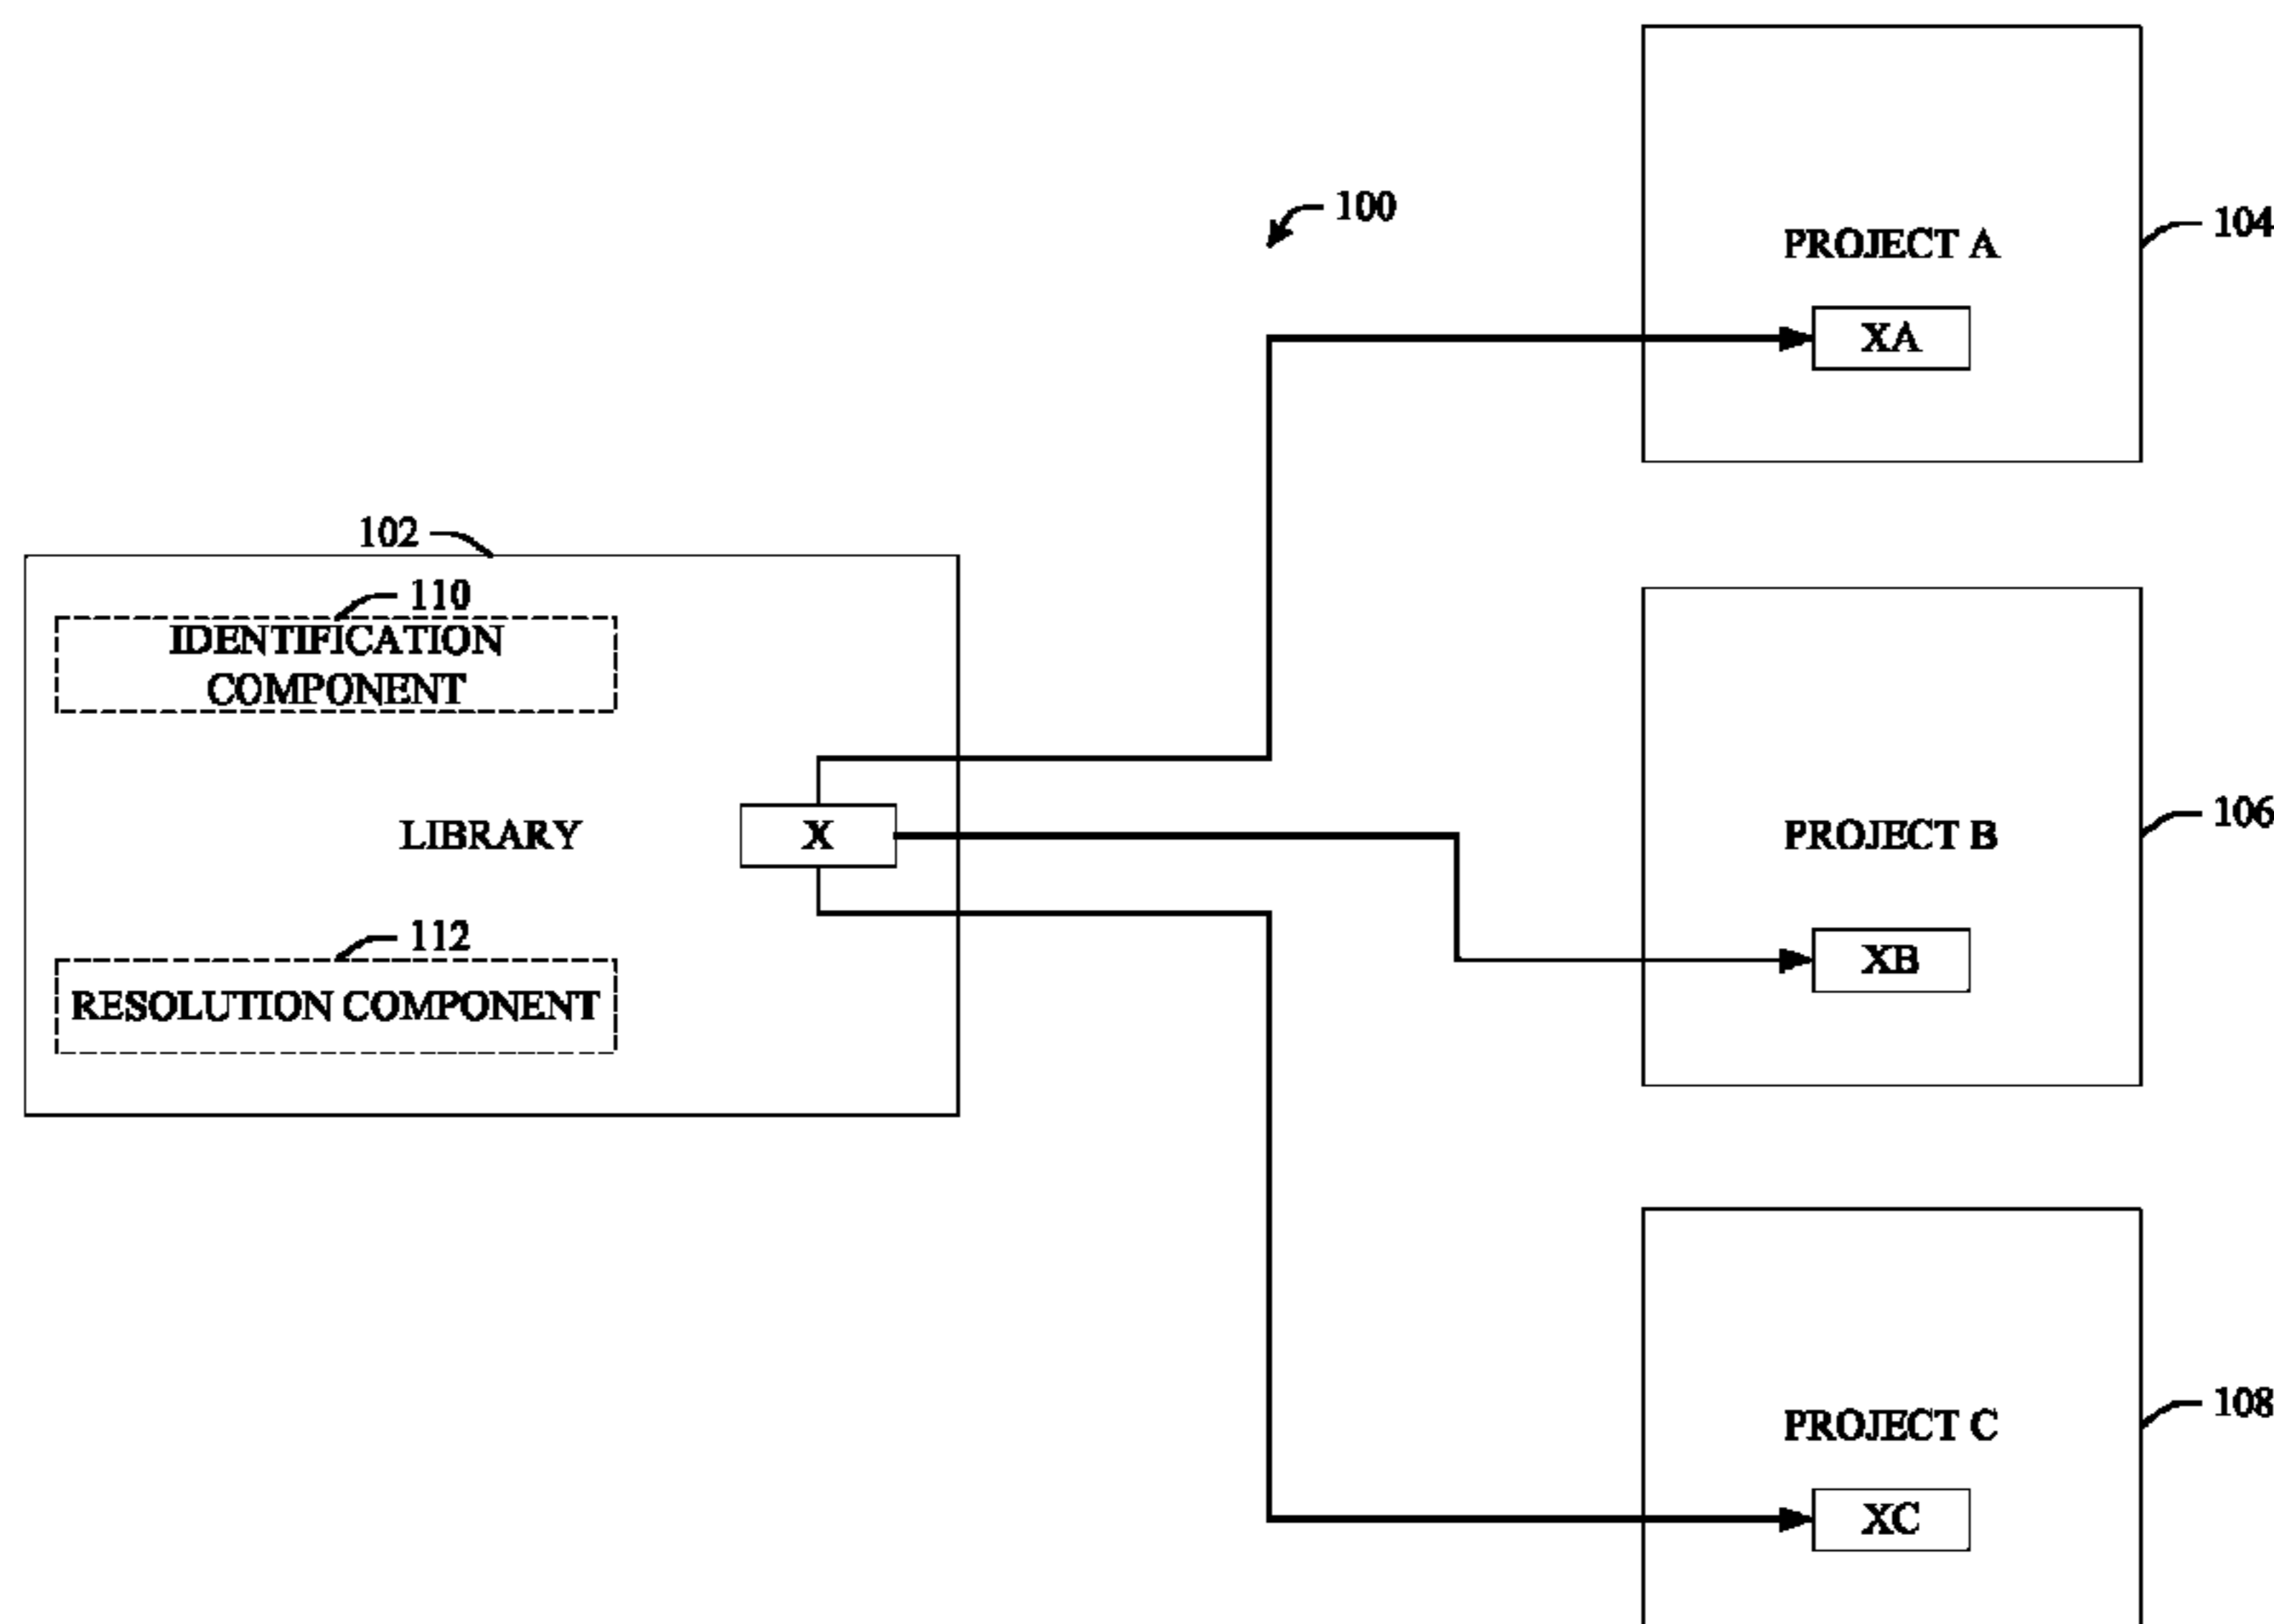 100
104
PROJECT A
XA
102
110
IDENTIFICATION
COMPONENT
LIBRARY
X
106
PROJECT B
XB
112
RESOLUTION COMPONENT
108
PROJECT C
XC